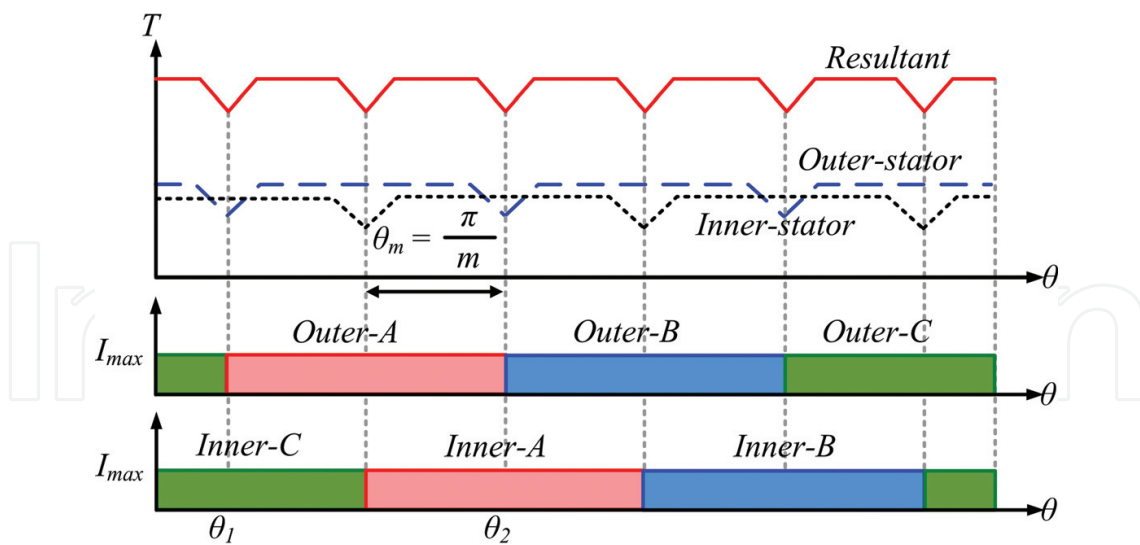 T
Resultant
Outer-stator
Inner-stator
θm = π/m
θ
Imax
Outer-A
Outer-B
Outer-C
θ
Imax
Inner-C
Inner-A
Inner-B
θ
θ1
θ2